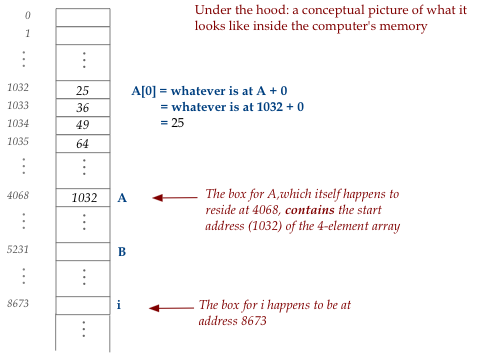 Under the hood: a conceptual picture of what it
looks like inside the computer's memory
0
1
1032 25
1033 36
1034 49
1035 64
A[0] = whatever is at A + 0
= whatever is at 1032 + 0
= 25
4068 1032 A
The box for A,which itself happens to
reside at 4068, contains the start
address (1032) of the 4-element array
5231 B
8673 i
The box for i happens to be at
address 8673